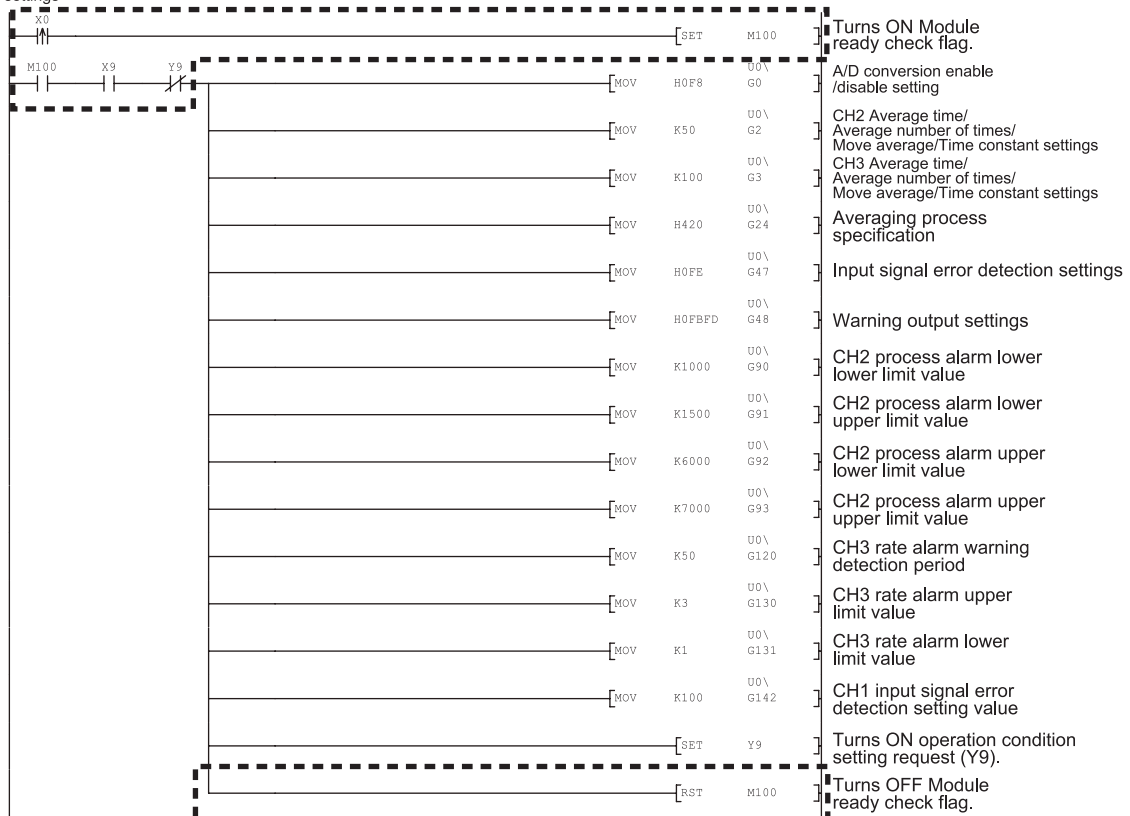 settings
X0
SET M100
Turns ON Module
ready check flag.
M100 X9 Y9
U0\
MOV H0F8 G0
A/D conversion enable
/disable setting
U0\
MOV K50 G2
CH2 Average time/
Average number of times/
Move average/Time constant settings
U0\
MOV K100 G3
CH3 Average time/
Average number of times/
Move average/Time constant settings
U0\
MOV H420 G24
Averaging process
specification
U0\
MOV H0FE G47
Input signal error detection settings
U0\
MOV H0FBFD G48
Warning output settings
U0\
MOV K1000 G90
CH2 process alarm lower
lower limit value
U0\
MOV K1500 G91
CH2 process alarm lower
upper limit value
U0\
MOV K6000 G92
CH2 process alarm upper
lower limit value
U0\
MOV K7000 G93
CH2 process alarm upper
upper limit value
U0\
MOV K50 G120
CH3 rate alarm warning
detection period
U0\
MOV K3 G130
CH3 rate alarm upper
limit value
U0\
MOV K1 G131
CH3 rate alarm lower
limit value
U0\
MOV K100 G142
CH1 input signal error
detection setting value
SET Y9
Turns ON operation condition
setting request (Y9).
RST M100
Turns OFF Module
ready check flag.